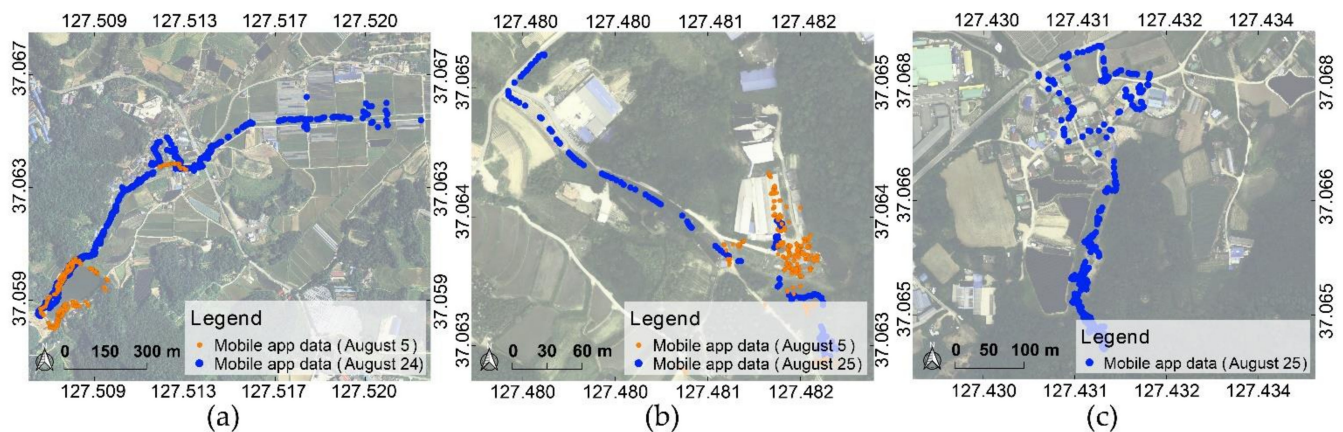 127.509 127.513 127.517 127.520
37.067 37.063 37.059
37.067 37.063 37.059
Legend
Mobile app data (August 5)
Mobile app data (August 24)
0 150 300 m
127.509 127.513 127.517 127.520
(a)
127.480 127.480 127.481 127.482
37.065 37.064 37.063
37.065 37.064 37.063
Legend
Mobile app data (August 5)
Mobile app data (August 25)
0 30 60 m
127.480 127.480 127.481 127.482
(b)
127.430 127.431 127.432 127.434
37.068 37.066 37.065
37.068 37.066 37.065
Legend
Mobile app data (August 25)
0 50 100 m
127.430 127.431 127.432 127.434
(c)